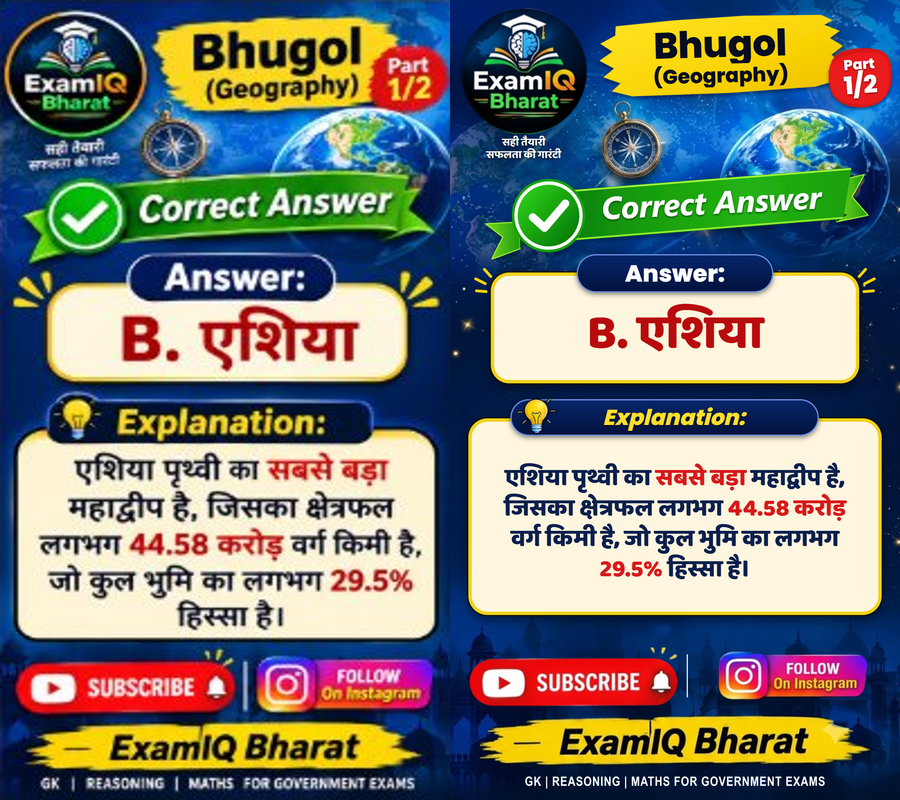 ExamIQ
Bharat
सही तैयारी
सफलता की गारंटी
Bhugol
(Geography)
Part
1/2
Correct Answer
Answer:
B. एशिया
Explanation:
एशिया पृथ्वी का सबसे बड़ा
महाद्वीप है, जिसका क्षेत्रफल
लगभग 44.58 करोड़ वर्ग किमी है,
जो कुल भुमि का लगभग 29.5%
हिस्सा है।
SUBSCRIBE
FOLLOW
On Instagram
ExamIQ Bharat
GK | REASONING | MATHS FOR GOVERNMENT EXAMS
ExamIQ
Bharat
सही तैयारी
सफलता की गारंटी
Bhugol
(Geography)
Part
1/2
Correct Answer
Answer:
B. एशिया
Explanation:
एशिया पृथ्वी का सबसे बड़ा महाद्वीप है,
जिसका क्षेत्रफल लगभग 44.58 करोड़
वर्ग किमी है, जो कुल भुमि का लगभग
29.5% हिस्सा है।
SUBSCRIBE
FOLLOW
On Instagram
ExamIQ Bharat
GK | REASONING | MATHS FOR GOVERNMENT EXAMS